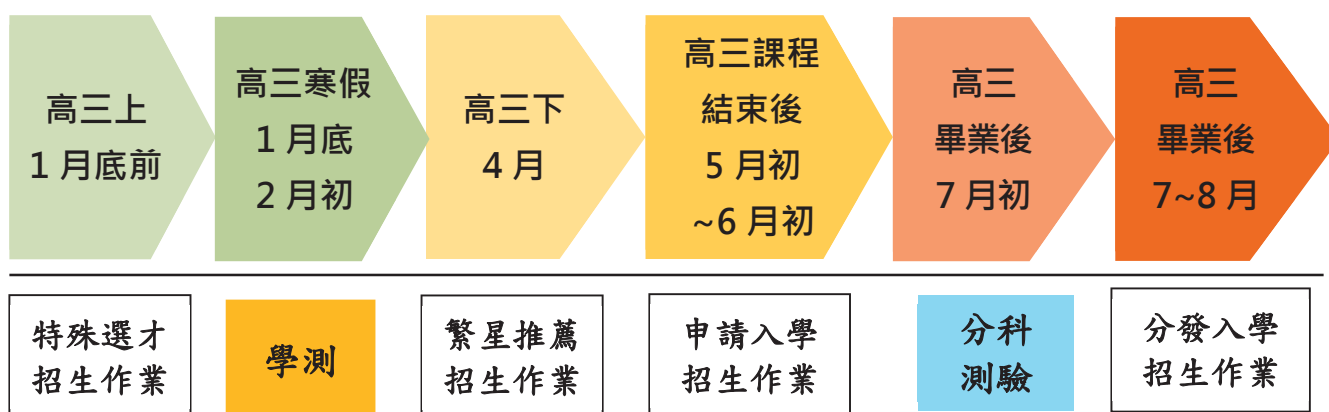 高三上
1 月底前
高三寒假
1 月底
2 月初
高三下
4 月
高三課程
結束後
5 月初
~6 月初
高三
畢業後
7 月初
高三
畢業後
7~8 月
特殊選才
招生作業
學測
繁星推薦
招生作業
申請入學
招生作業
分科
測驗
分發入學
招生作業